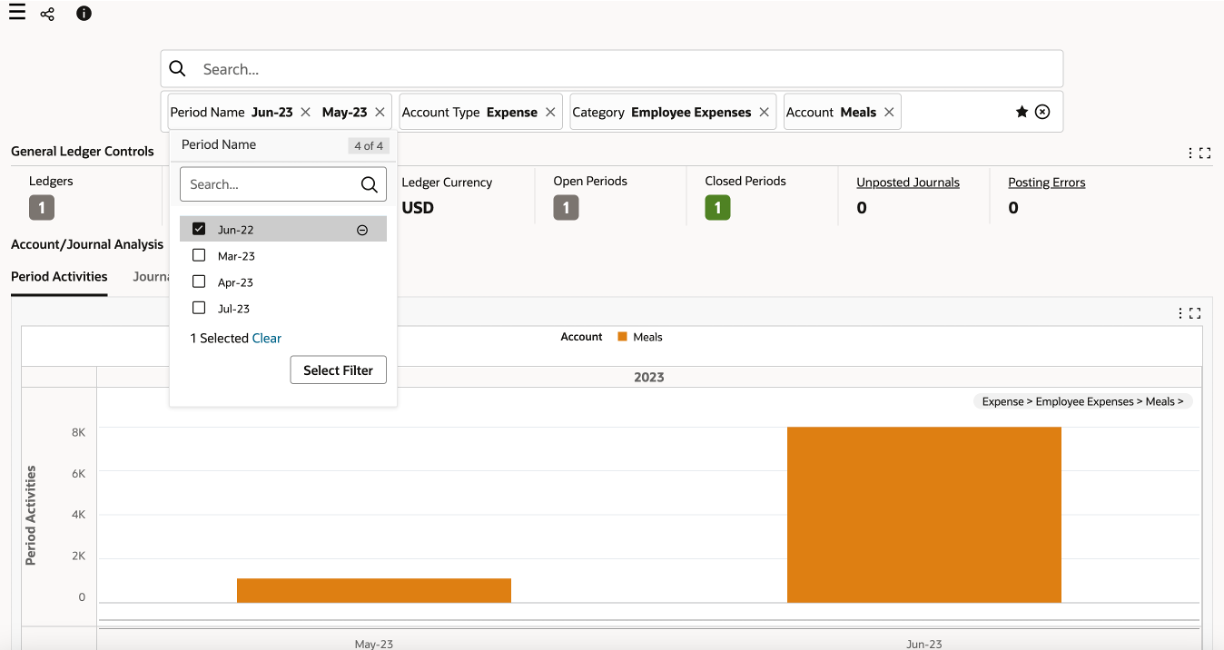 Search...
Period Name Jun-23 May-23 Account Type Expense Category Employee Expenses Account Meals
Period Name 4 of 4
Search...
Jun-22
Mar-23
Apr-23
Jul-23
1 Selected Clear
Select Filter
General Ledger Controls
Ledgers
1
Ledger Currency
USD
Open Periods
1
Closed Periods
1
Unposted Journals
0
Posting Errors
0
Account/Journal Analysis
Period Activities Journa
Account Meals
2023
Expense > Employee Expenses > Meals >
Period Activities
8K
6K
4K
2K
0
May-23 Jun-23